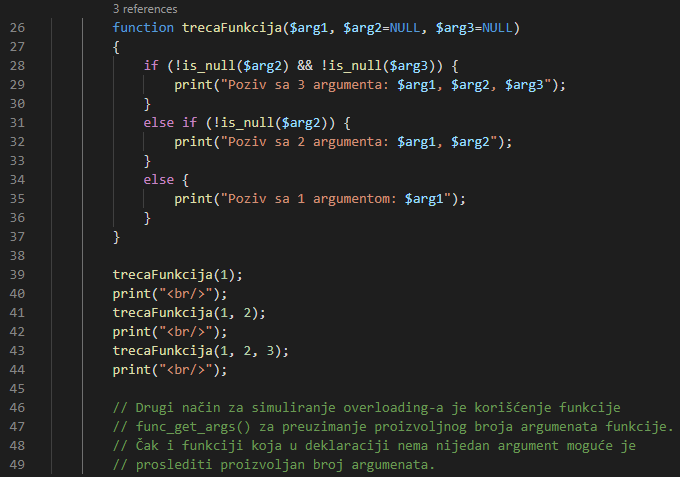 3 references
26 function trecaFunkcija($arg1, $arg2=NULL, $arg3=NULL)
27 {
28 if (!is_null($arg2) && !is_null($arg3)) {
29 print("Poziv sa 3 argumenta: $arg1, $arg2, $arg3");
30 }
31 else if (!is_null($arg2)) {
32 print("Poziv sa 2 argumenta: $arg1, $arg2");
33 }
34 else {
35 print("Poziv sa 1 argumentom: $arg1");
36 }
37 }
38
39 trecaFunkcija(1);
40 print("<br/>");
41 trecaFunkcija(1, 2);
42 print("<br/>");
43 trecaFunkcija(1, 2, 3);
44 print("<br/>");
45
46 // Drugi način za simuliranje overloading-a je korišćenje funkcije
47 // func_get_args() za preuzimanje proizvoljnog broja argumenata funkcije.
48 // Čak i funkciji koja u deklaraciji nema nijedan argument moguće je
49 // proslediti proizvoljan broj argumenata.